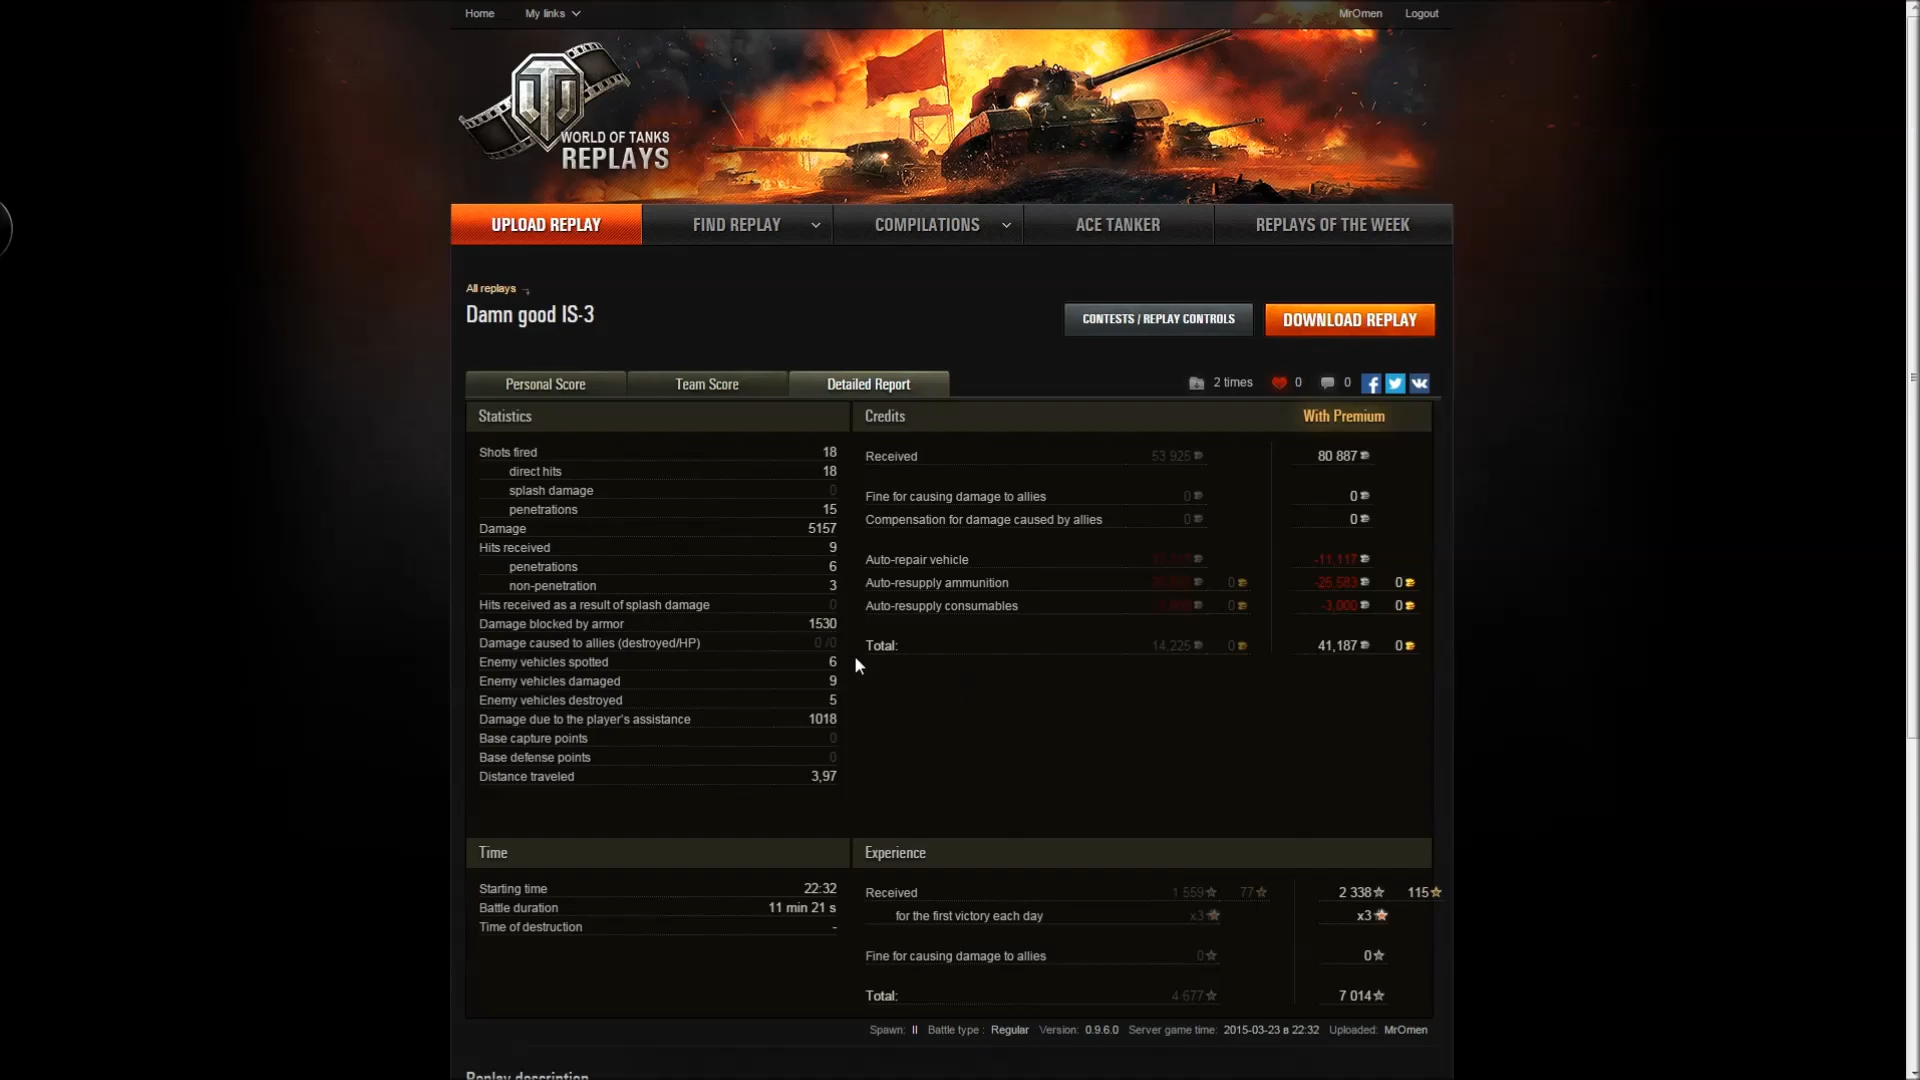 Home My links MrOmen Logout
WORLD OF TANKS
REPLAYS
UPLOAD REPLAY FIND REPLAY COMPILATIONS ACE TANKER REPLAYS OF THE WEEK
All replays
Damn good IS-3
CONTESTS / REPLAY CONTROLS DOWNLOAD REPLAY
Personal Score Team Score Detailed Report 2 times 0 0
Statistics Credits With Premium
Shots fired 18
direct hits 18
splash damage 0
penetrations 15
Damage 5157
Hits received 9
penetrations 6
non-penetration 3
Hits received as a result of splash damage 0
Damage blocked by armor 1530
Damage caused to allies (destroyed/HP) 0 /0
Enemy vehicles spotted 6
Enemy vehicles damaged 9
Enemy vehicles destroyed 5
Damage due to the player's assistance 1018
Base capture points 0
Base defense points 0
Distance traveled 3,97
Received 53 925 80 887
Fine for causing damage to allies 0 0
Compensation for damage caused by allies 0 0
Auto-repair vehicle -11,117
Auto-resupply ammunition 0 -25,583 0
Auto-resupply consumables 0 -3,000 0
Total: 14,225 0 41,187 0
Time Experience
Starting time 22:32
Battle duration 11 min 21 s
Time of destruction -
Received 1 559 77 2 338 115
for the first victory each day x3 x3
Fine for causing damage to allies 0 0
Total: 4 677 7 014
Spawn: II Battle type : Regular Version: 0.9.6.0 Server game time: 2015-03-23 в 22:32 Uploaded: MrOmen
Replay description